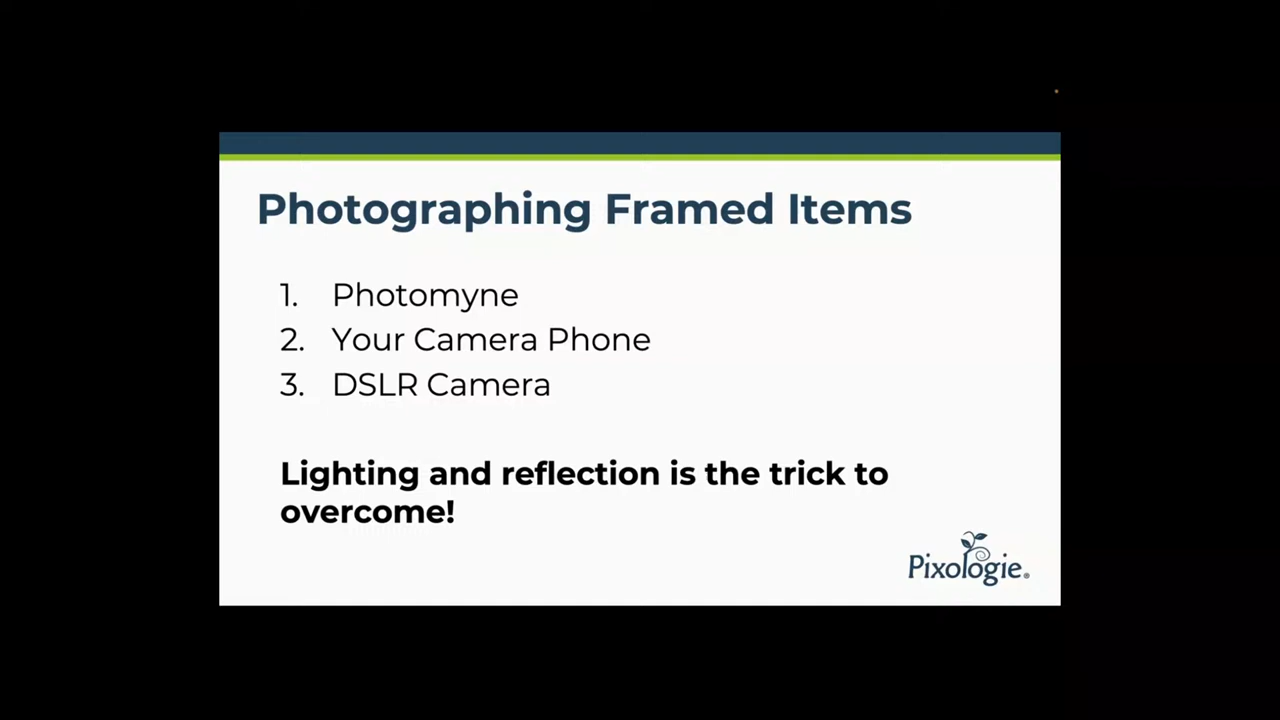 Photographing Framed Items
1. Photomyne
2. Your Camera Phone
3. DSLR Camera
Lighting and reflection is the trick to
overcome!
Pixologie®